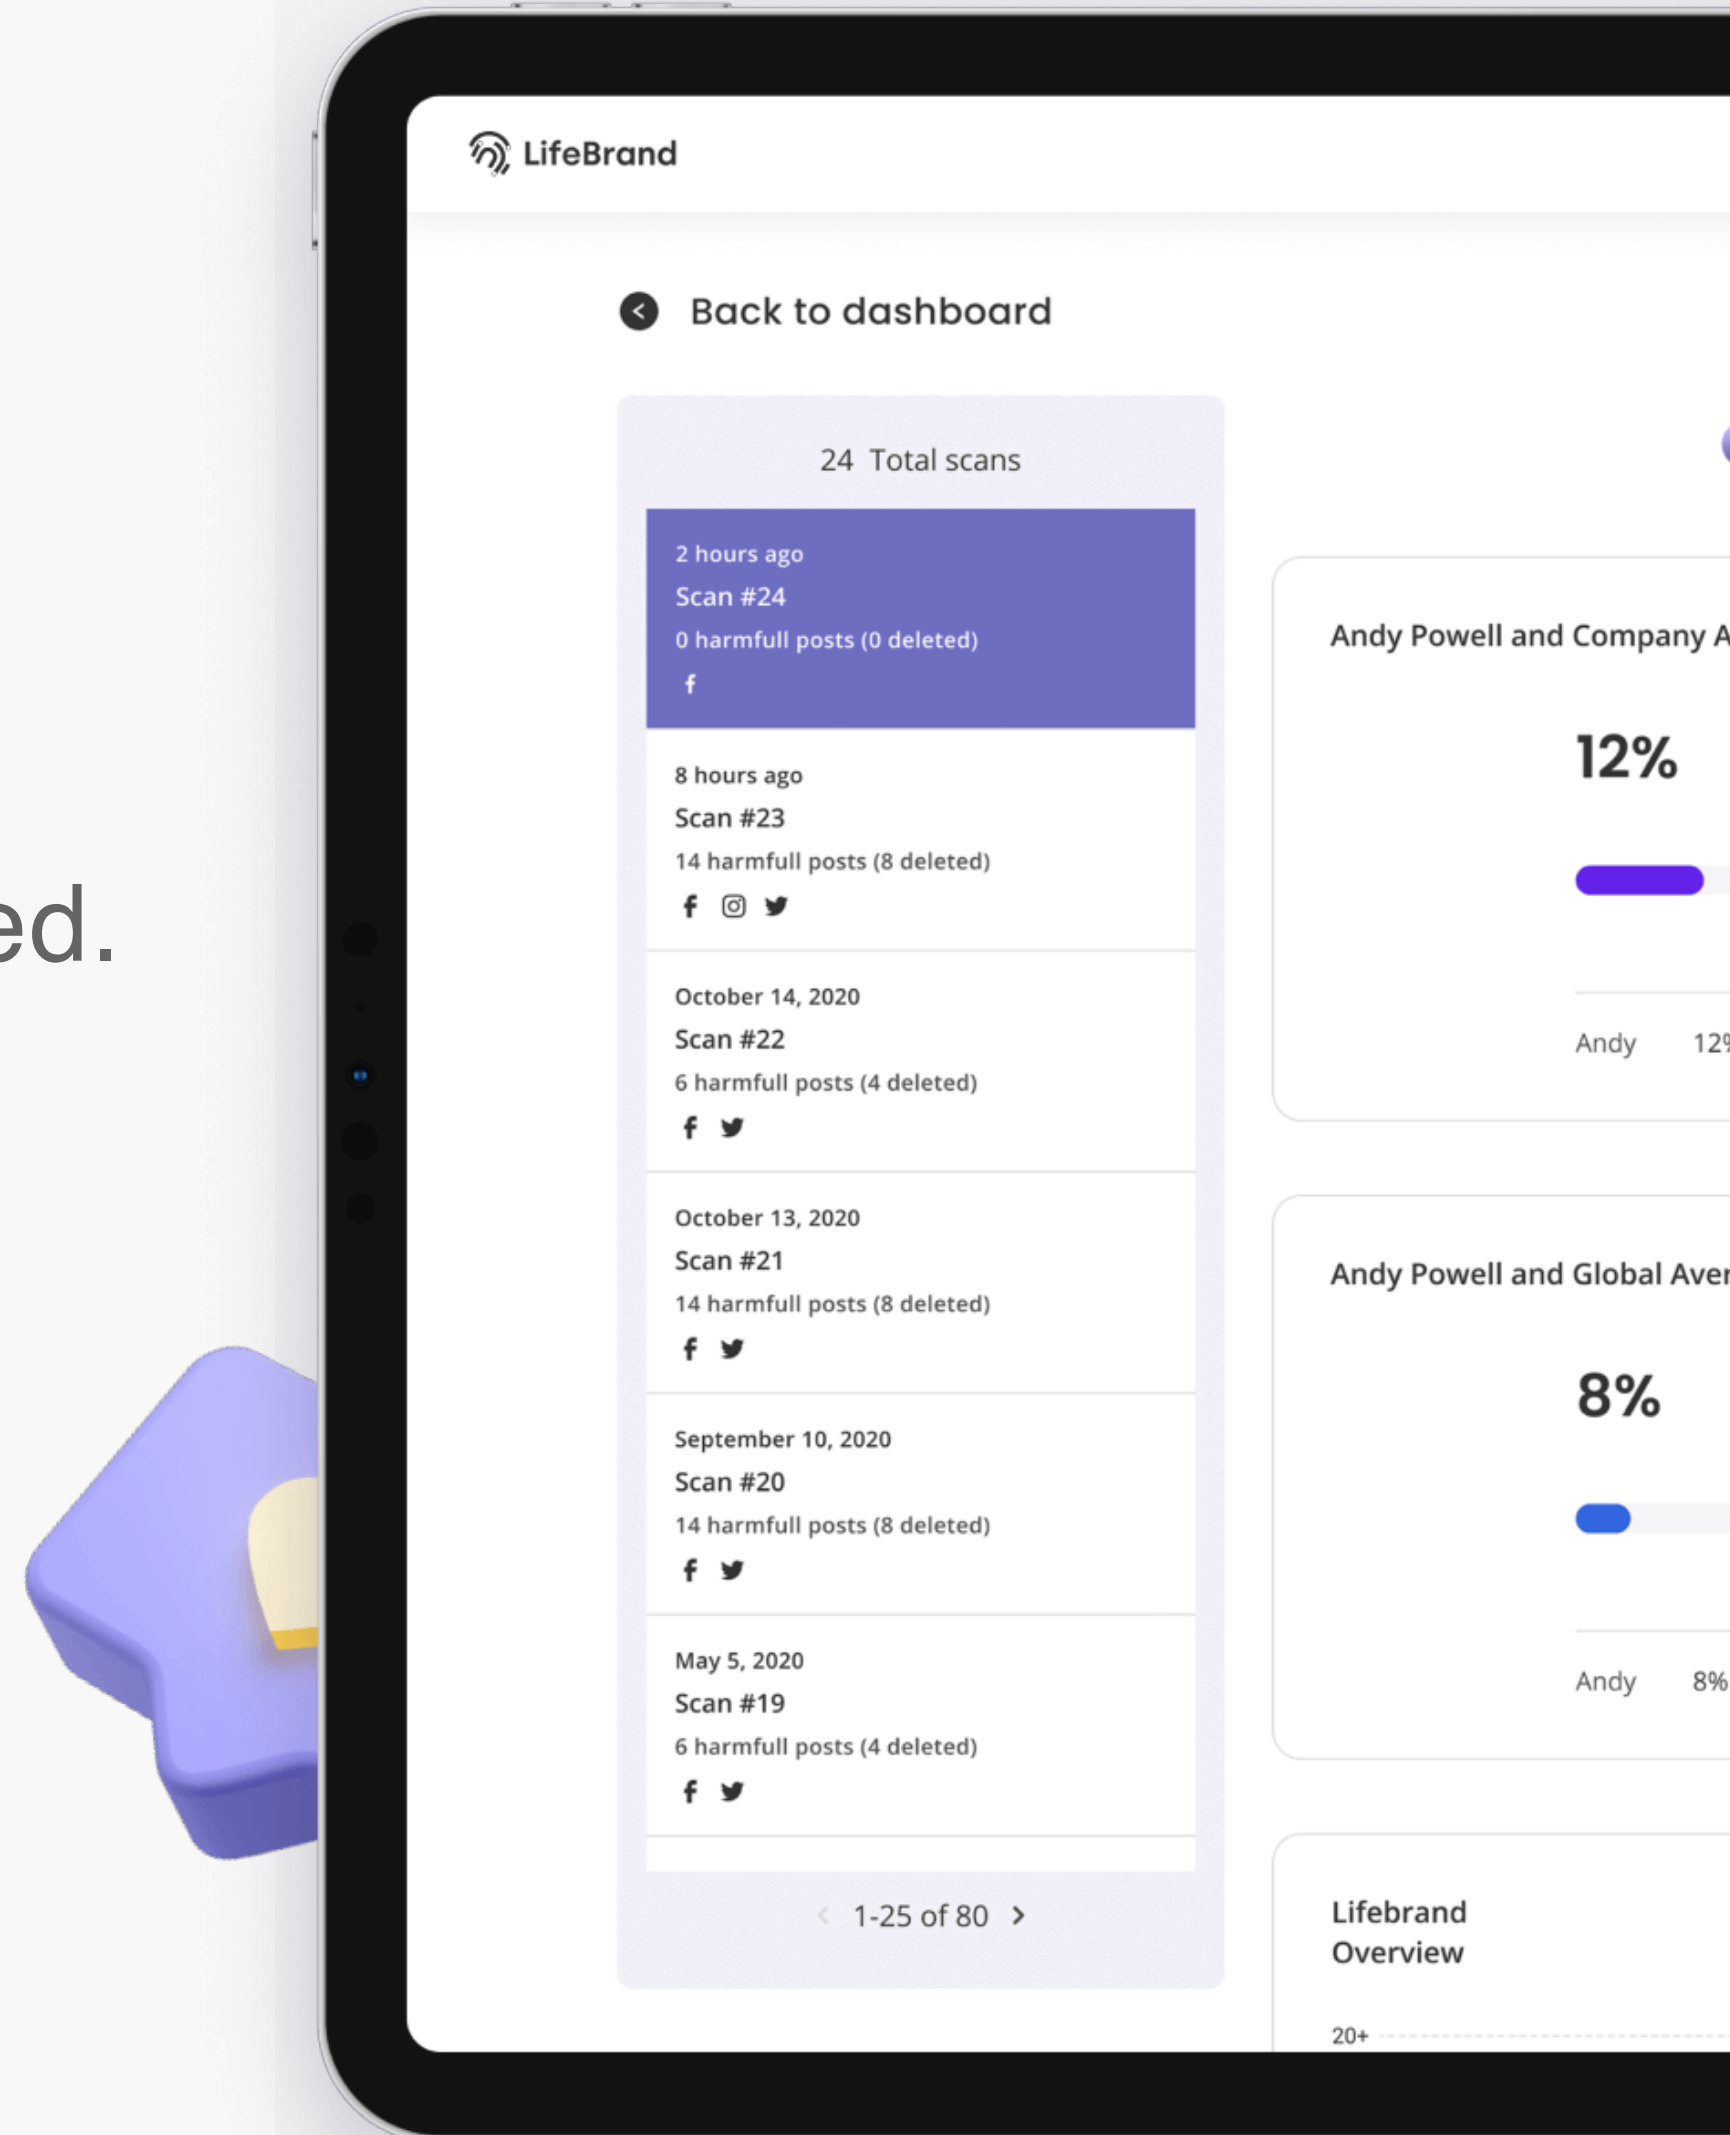 LifeBrand
Back to dashboard
24 Total scans
2 hours ago
Scan #24
0 harmfull posts (0 deleted)
8 hours ago
Scan #23
14 harmfull posts (8 deleted)
October 14, 2020
Scan #22
6 harmfull posts (4 deleted)
October 13, 2020
Scan #21
14 harmfull posts (8 deleted)
September 10, 2020
Scan #20
14 harmfull posts (8 deleted)
May 5, 2020
Scan #19
6 harmfull posts (4 deleted)
1-25 of 80
ed.
Andy Powell and Company A
12%
Andy 12%
Andy Powell and Global Aver
8%
Andy 8%
Lifebrand
Overview
20+